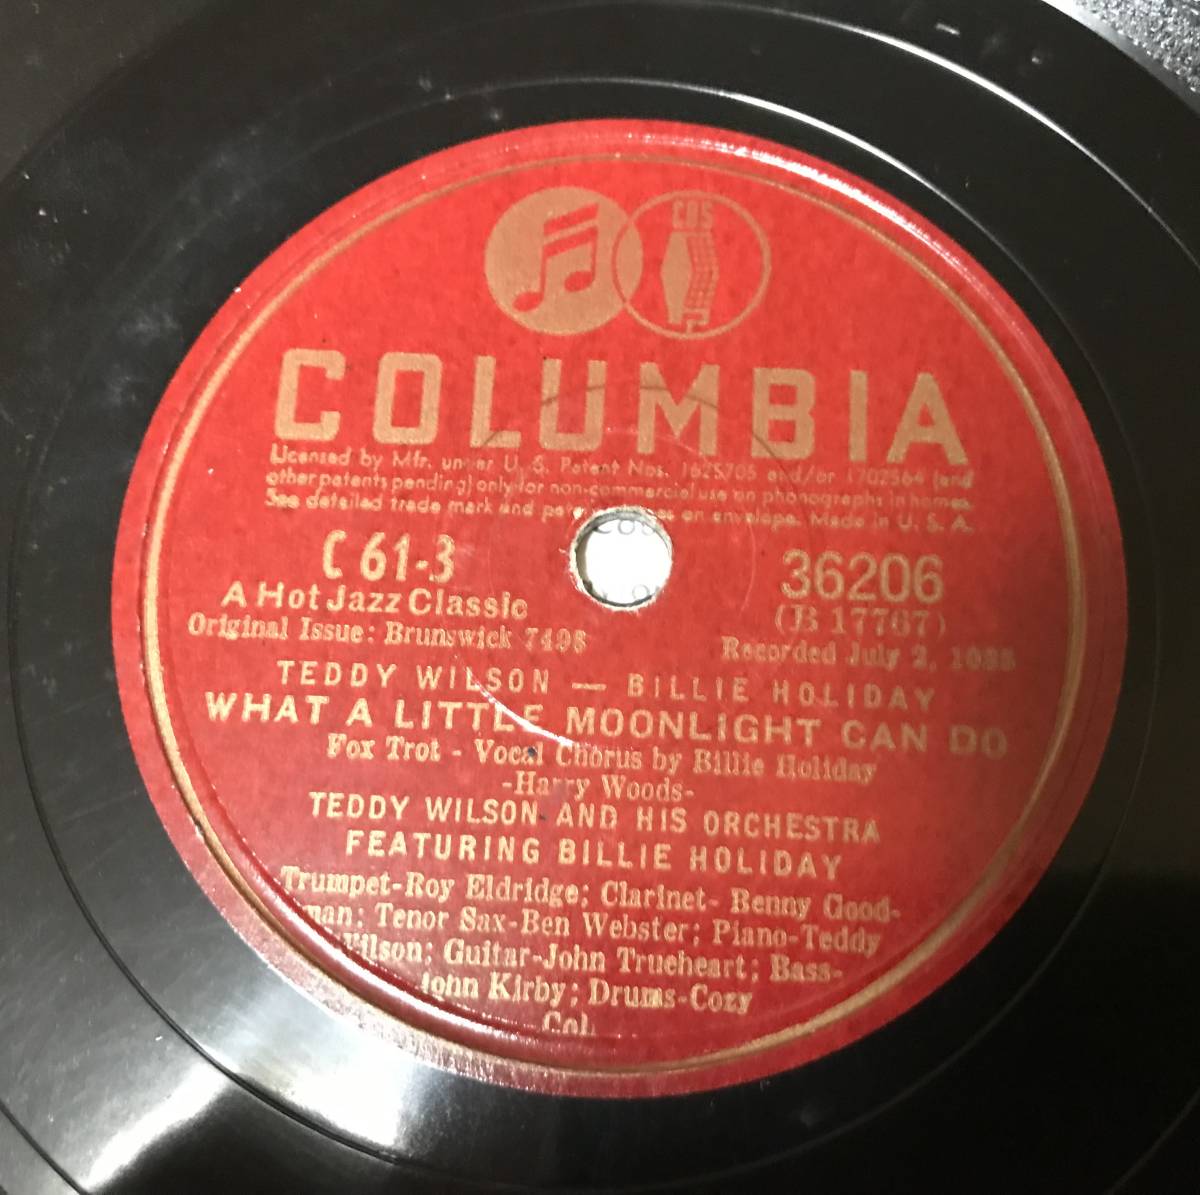 CBS
COLUMBIA
Licensed by Mfr. under U. S. Patent Nos. 1625705 and/or 1702564 (and
other patents pending) only for non-commercial use on phonographs in homes.
See detailed trade mark and on envelope. Made in U. S. A.
C 61-3
36206
A Hot Jazz Classic
(B 17767)
Original Issue: Brunswick 7498
Recorded July 2,
TEDDY WILSON — BILLIE HOLIDAY
WHAT A LITTLE MOONLIGHT CAN DO
Fox Trot - Vocal Chorus by Billie Holiday
-Harry Woods-
TEDDY WILSON AND HIS ORCHESTRA
FEATURING BILLIE HOLIDAY
Trumpet-Roy Eldridge; Clarinet- Benny Good-
man; Tenor Sax-Ben Webster; Piano-Teddy
Wilson; Guitar-John Trueheart; Bass-
John Kirby; Drums-Cozy
Col